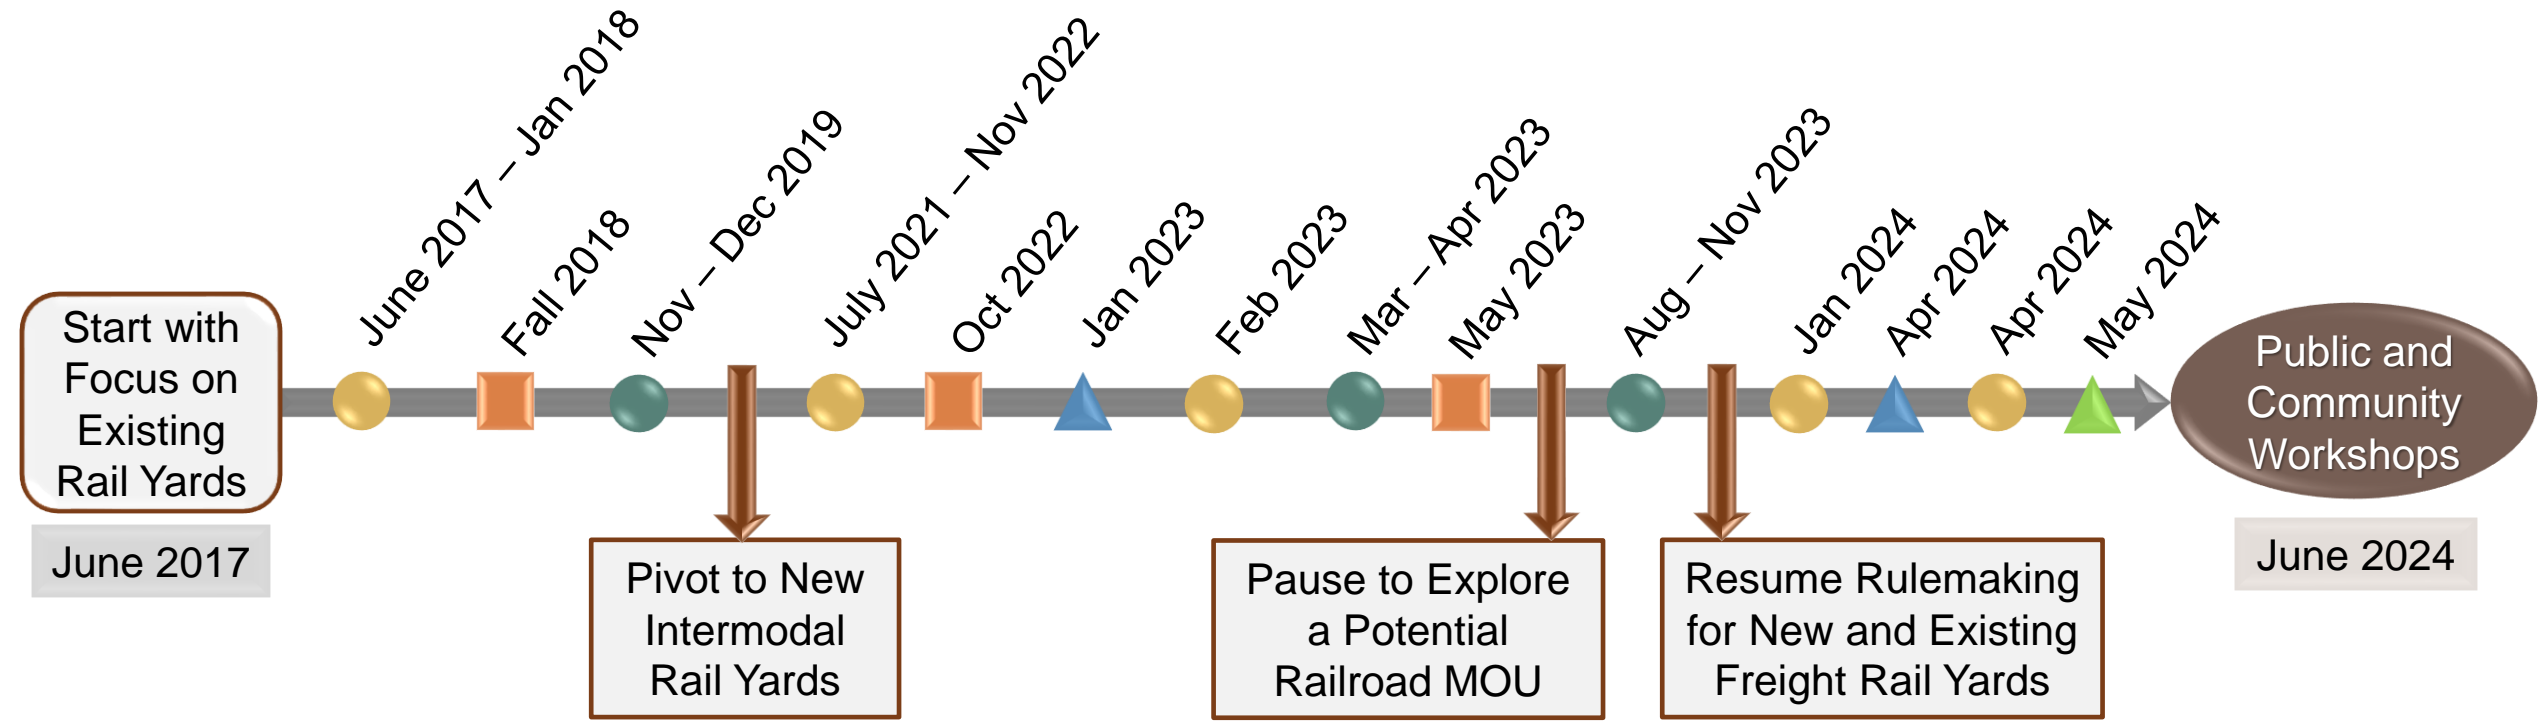 June 2017 – Jan 2018
Fall 2018
Nov – Dec 2019
July 2021 – Nov 2022
Oct 2022
Jan 2023
Feb 2023
Mar – Apr 2023
May 2023
Aug – Nov 2023
Jan 2024
Apr 2024
Apr 2024
May 2024
Start with
Focus on
Existing
Rail Yards
June 2017
Pivot to New
Intermodal
Rail Yards
Pause to Explore
a Potential
Railroad MOU
Resume Rulemaking
for New and Existing
Freight Rail Yards
Public and
Community
Workshops
June 2024